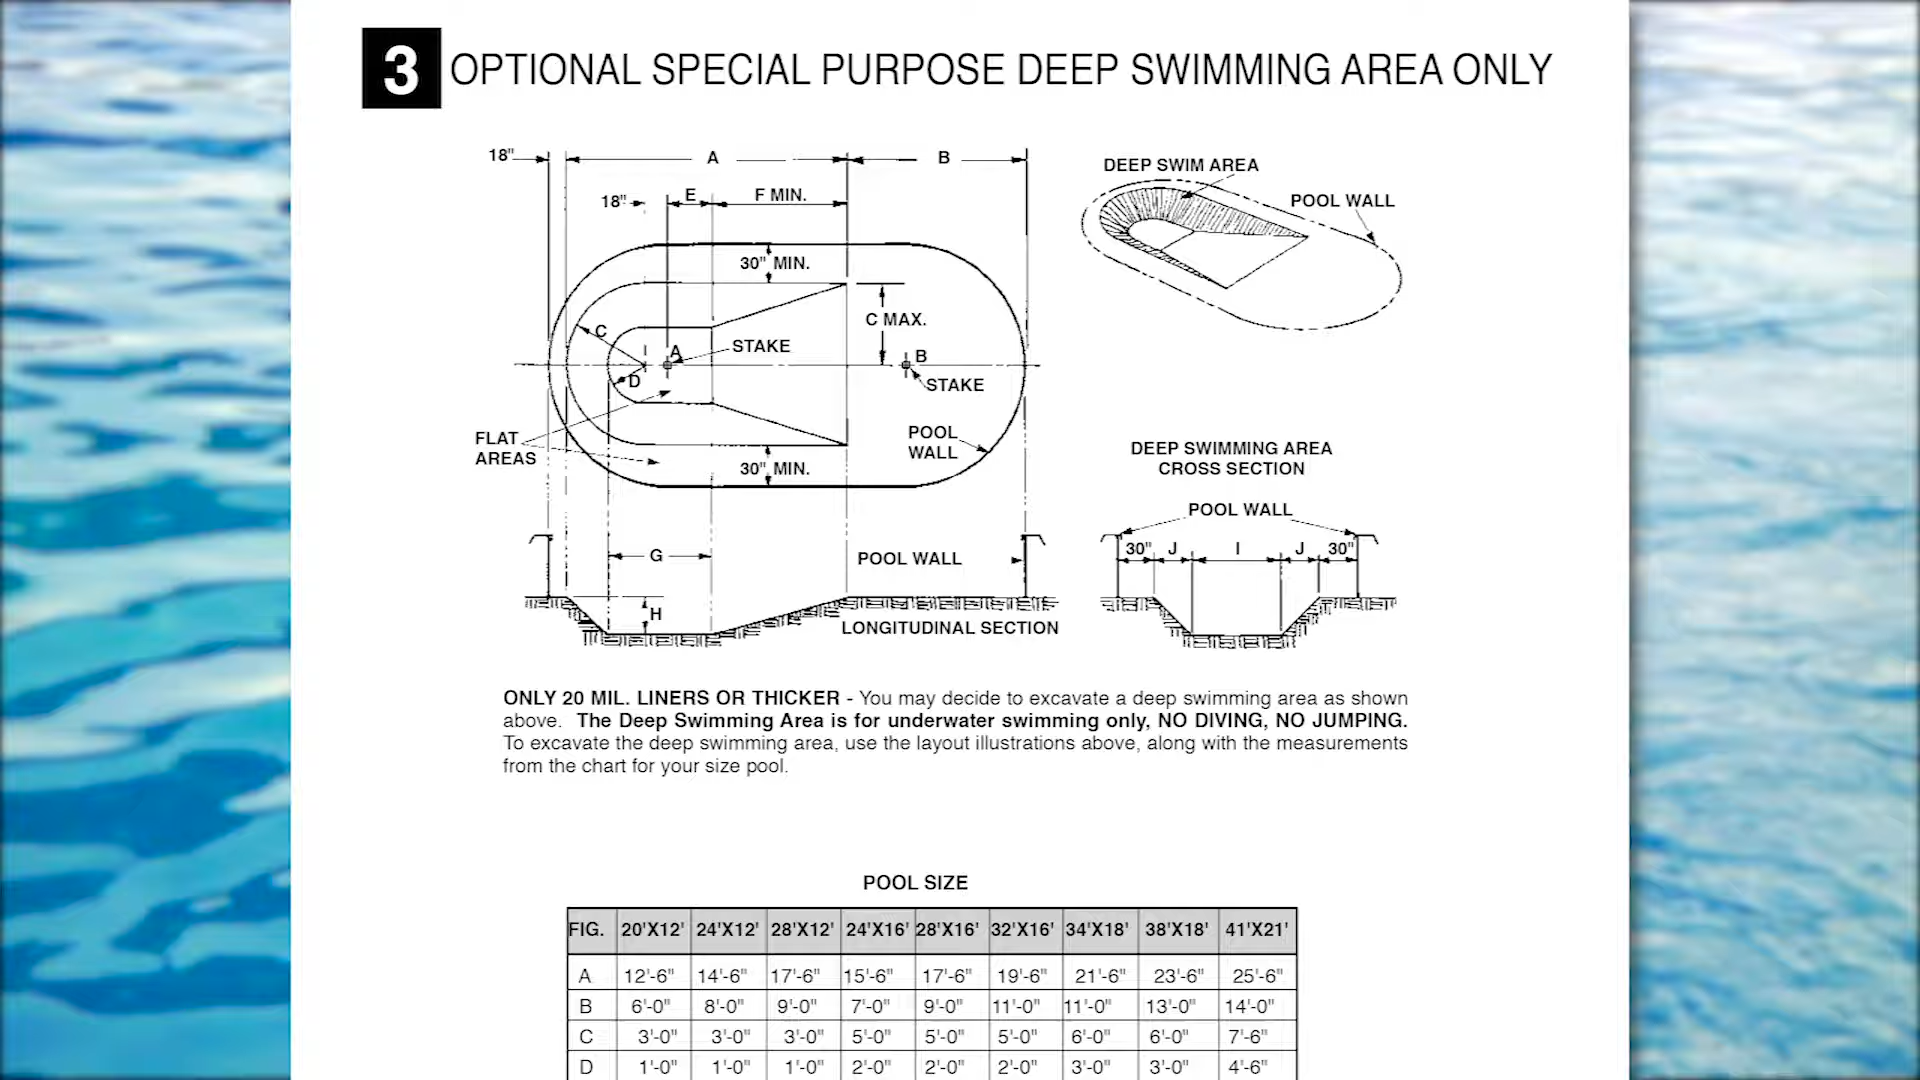 3 OPTIONAL SPECIAL PURPOSE DEEP SWIMMING AREA ONLY
18" A B
18" E F MIN.
30" MIN.
C MAX.
C
A STAKE
B
D
STAKE
FLAT
AREAS
POOL
WALL
30" MIN.
G
POOL WALL
H
LONGITUDINAL SECTION
DEEP SWIM AREA
POOL WALL
DEEP SWIMMING AREA
CROSS SECTION
POOL WALL
30" J I J 30"
ONLY 20 MIL. LINERS OR THICKER - You may decide to excavate a deep swimming area as shown
above. The Deep Swimming Area is for underwater swimming only, NO DIVING, NO JUMPING.
To excavate the deep swimming area, use the layout illustrations above, along with the measurements
from the chart for your size pool.
POOL SIZE
FIG. 20'X12' 24'X12' 28'X12' 24'X16' 28'X16' 32'X16' 34'X18' 38'X18' 41'X21'
A 12'-6" 14'-6" 17'-6" 15'-6" 17'-6" 19'-6" 21'-6" 23'-6" 25'-6"
B 6'-0" 8'-0" 9'-0" 7'-0" 9'-0" 11'-0" 11'-0" 13'-0" 14'-0"
C 3'-0" 3'-0" 3'-0" 5'-0" 5'-0" 5'-0" 6'-0" 6'-0" 7'-6"
D 1'-0" 1'-0" 1'-0" 2'-0" 2'-0" 2'-0" 3'-0" 3'-0" 4'-6"